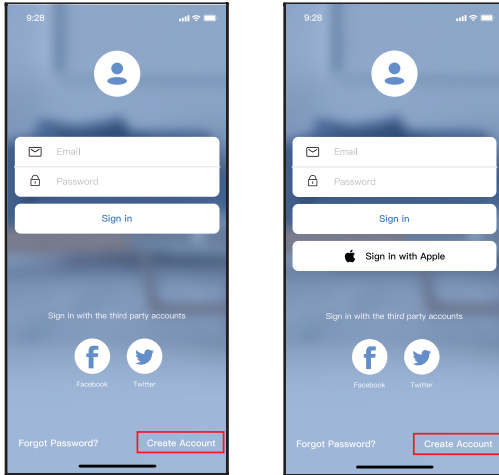 9:28
Email
Password
Sign in
Sign in with the third party accounts
Facebook
Twitter
Forgot Password?
Create Account
9:28
Email
Password
Sign in
Sign in with Apple
Sign in with the third party accounts
Facebook
Twitter
Forgot Password?
Create Account